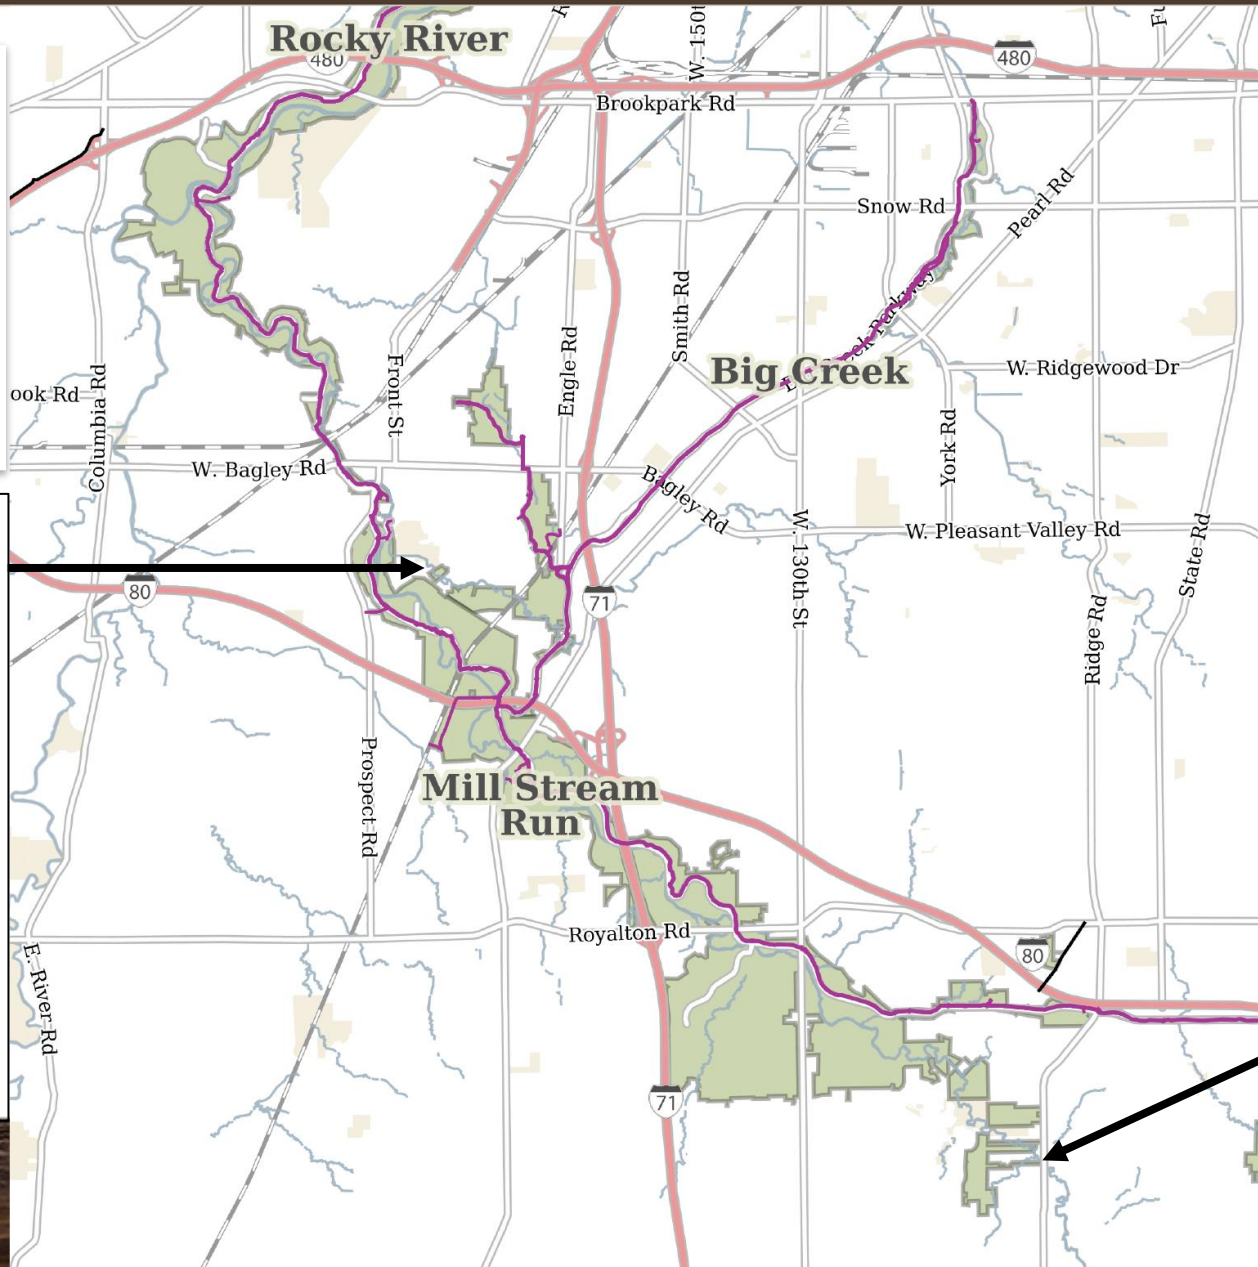 Rocky River
480
W. 150t
Fu
480
Brookpark Rd
Snow Rd
Pearl Rd
Smith Rd
Engle Rd
Front St
Big Creek
W. Ridgewood Dr
ook Rd
Columbia Rd
York Rd
W. Bagley Rd
Bagley Rd
W. Pleasant Valley Rd
W. 130th St
State Rd
80
71
Ridge Rd
Prospect Rd
Mill Stream
Run
Royalton Rd
E. River Rd
80
71